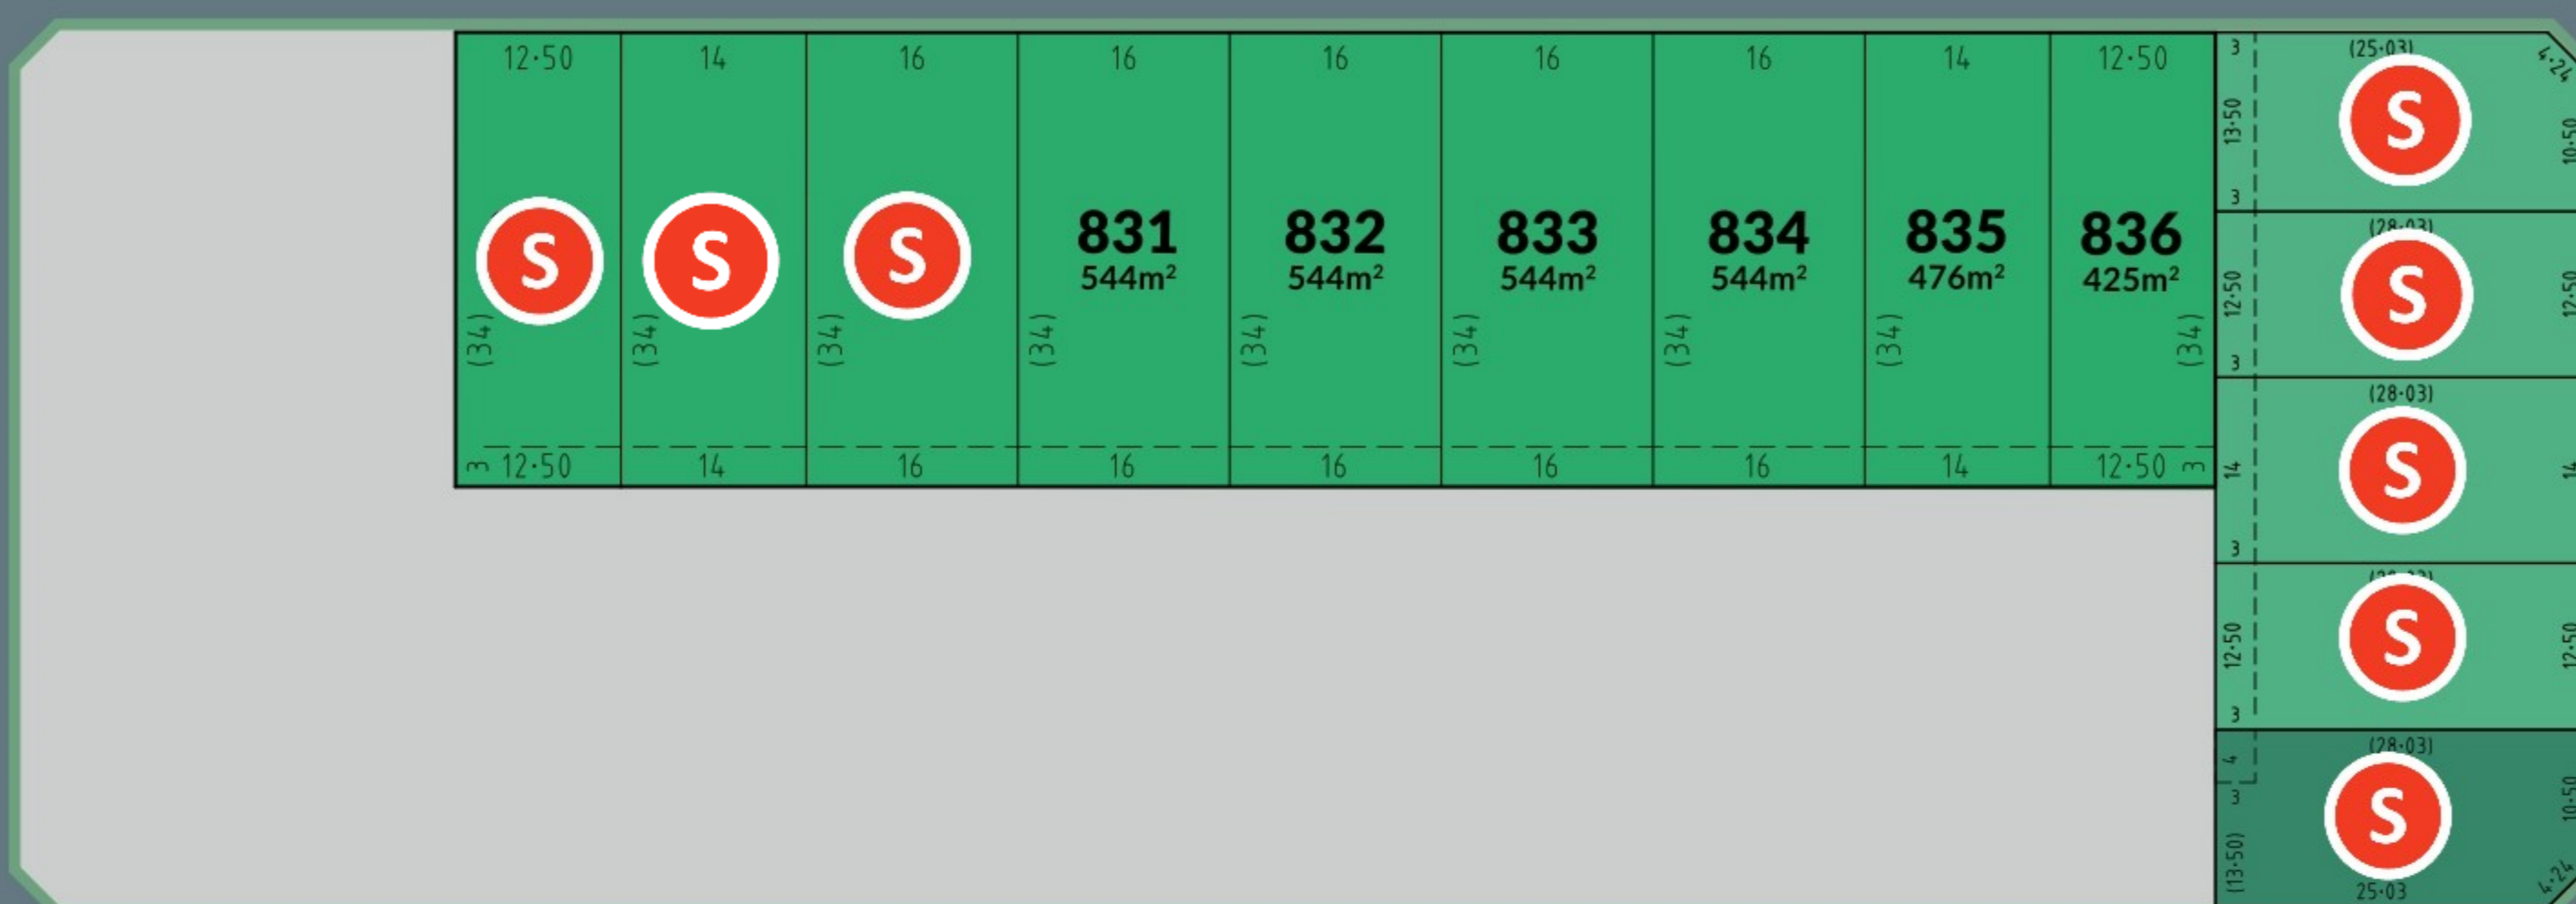 12·50 14 16 16 16 16 16 14 12·50
S S S
831 832 833 834 835 836
544m² 544m² 544m² 544m² 476m² 425m²
(34) (34) (34) (34) (34) (34) (34) (34) (34)
3 12·50 14 16 16 16 16 16 14 12·50 3
3 (25·03) 4·24
13·50 S 10·50
3
(28·03)
12·50 S 12·50
3
(28·03)
14 S 14
3
12·50 S 12·50
3
(28·03)
4
3 S 10·50
(13·50) 25·03 4·24